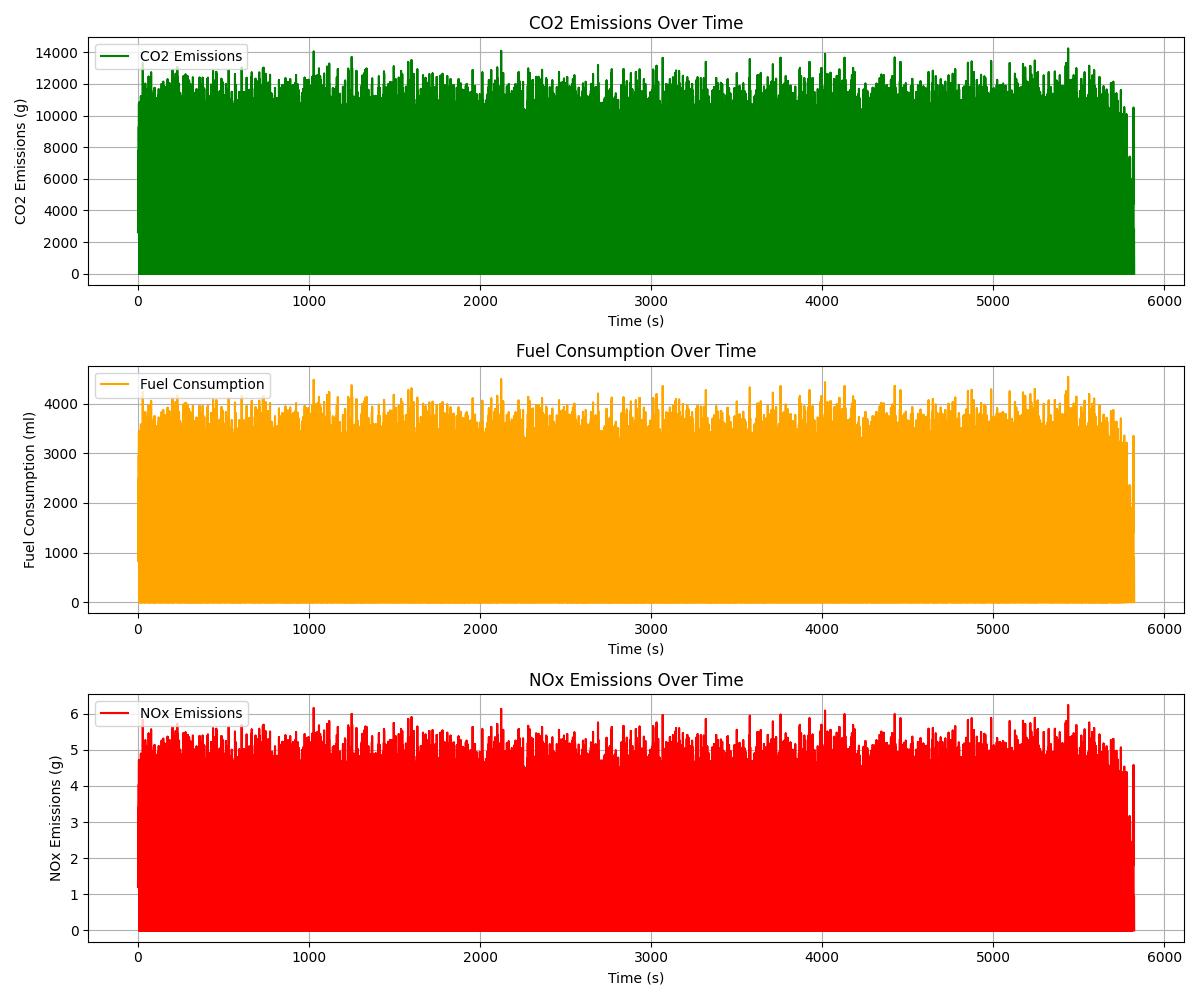 CO2 Emissions Over Time
CO2 Emissions
CO2 Emissions (g)
14000
12000
10000
8000
6000
4000
2000
0
0 1000 2000 3000 4000 5000 6000
Time (s)
Fuel Consumption Over Time
Fuel Consumption
Fuel Consumption (ml)
4000
3000
2000
1000
0
0 1000 2000 3000 4000 5000 6000
Time (s)
NOx Emissions Over Time
NOx Emissions
NOx Emissions (g)
6
5
4
3
2
1
0
0 1000 2000 3000 4000 5000 6000
Time (s)